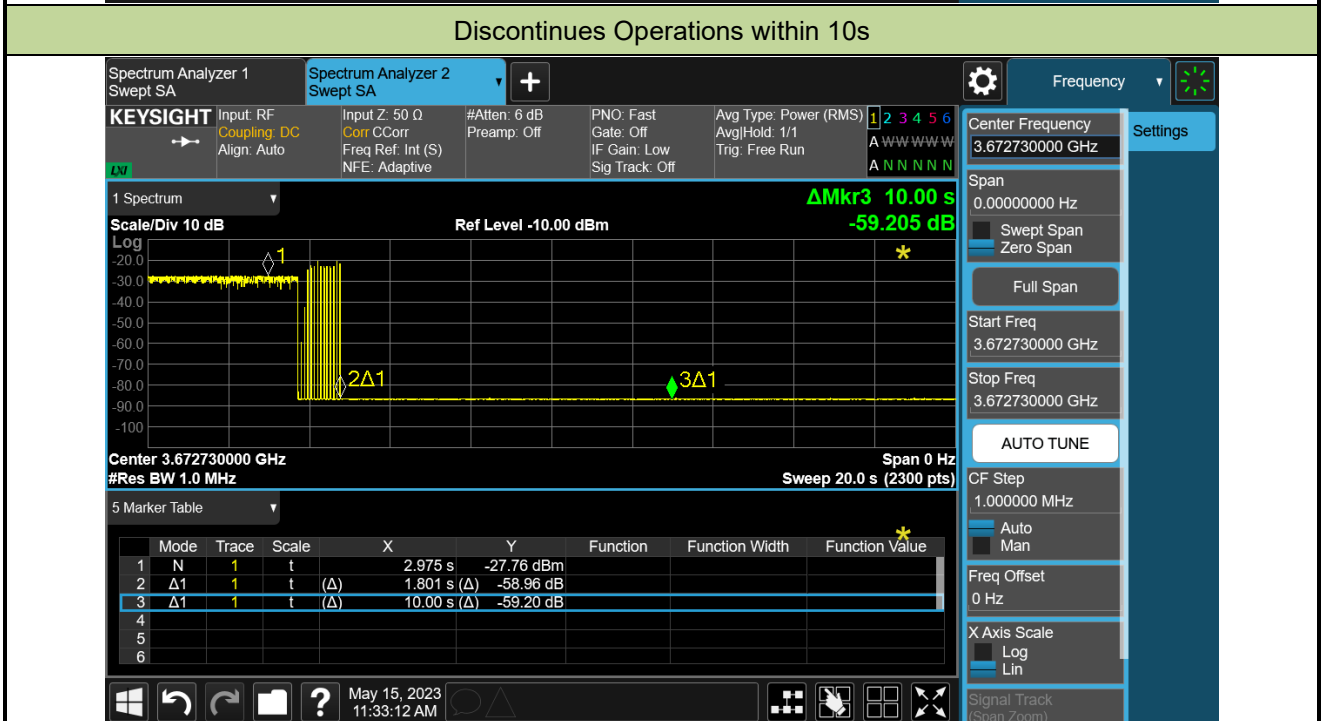 Discontinues Operations within 10s
Spectrum Analyzer 1
Swept SA
Spectrum Analyzer 2
Swept SA
Frequency
KEYSIGHT
LXI
Input: RF
Coupling: DC
Align: Auto
Input Z: 50 Ω
Corr CCorr
Freq Ref: Int (S)
NFE: Adaptive
#Atten: 6 dB
Preamp: Off
PNO: Fast
Gate: Off
IF Gain: Low
Sig Track: Off
Avg Type: Power (RMS)
Avg|Hold: 1/1
Trig: Free Run
1 2 3 4 5 6
A W W W W W
A N N N N N
1 Spectrum
ΔMkr3 10.00 s
Scale/Div 10 dB
Ref Level -10.00 dBm
-59.205 dB
Log
-20.0
-30.0
-40.0
-50.0
-60.0
-70.0
-80.0
-90.0
-100
1
2Δ1
3Δ1
*
Center 3.672730000 GHz
Span 0 Hz
#Res BW 1.0 MHz
Sweep 20.0 s (2300 pts)
5 Marker Table
*
Mode Trace Scale X Y Function Function Width Function Value
1 N 1 t 2.975 s -27.76 dBm
2 Δ1 1 t (Δ) 1.801 s (Δ) -58.96 dB
3 Δ1 1 t (Δ) 10.00 s (Δ) -59.20 dB
4
5
6
?
May 15, 2023
11:33:12 AM
Center Frequency
3.672730000 GHz
Settings
Span
0.00000000 Hz
Swept Span
Zero Span
Full Span
Start Freq
3.672730000 GHz
Stop Freq
3.672730000 GHz
AUTO TUNE
CF Step
1.000000 MHz
Auto
Man
Freq Offset
0 Hz
X Axis Scale
Log
Lin
Signal Track
(Span Zoom)